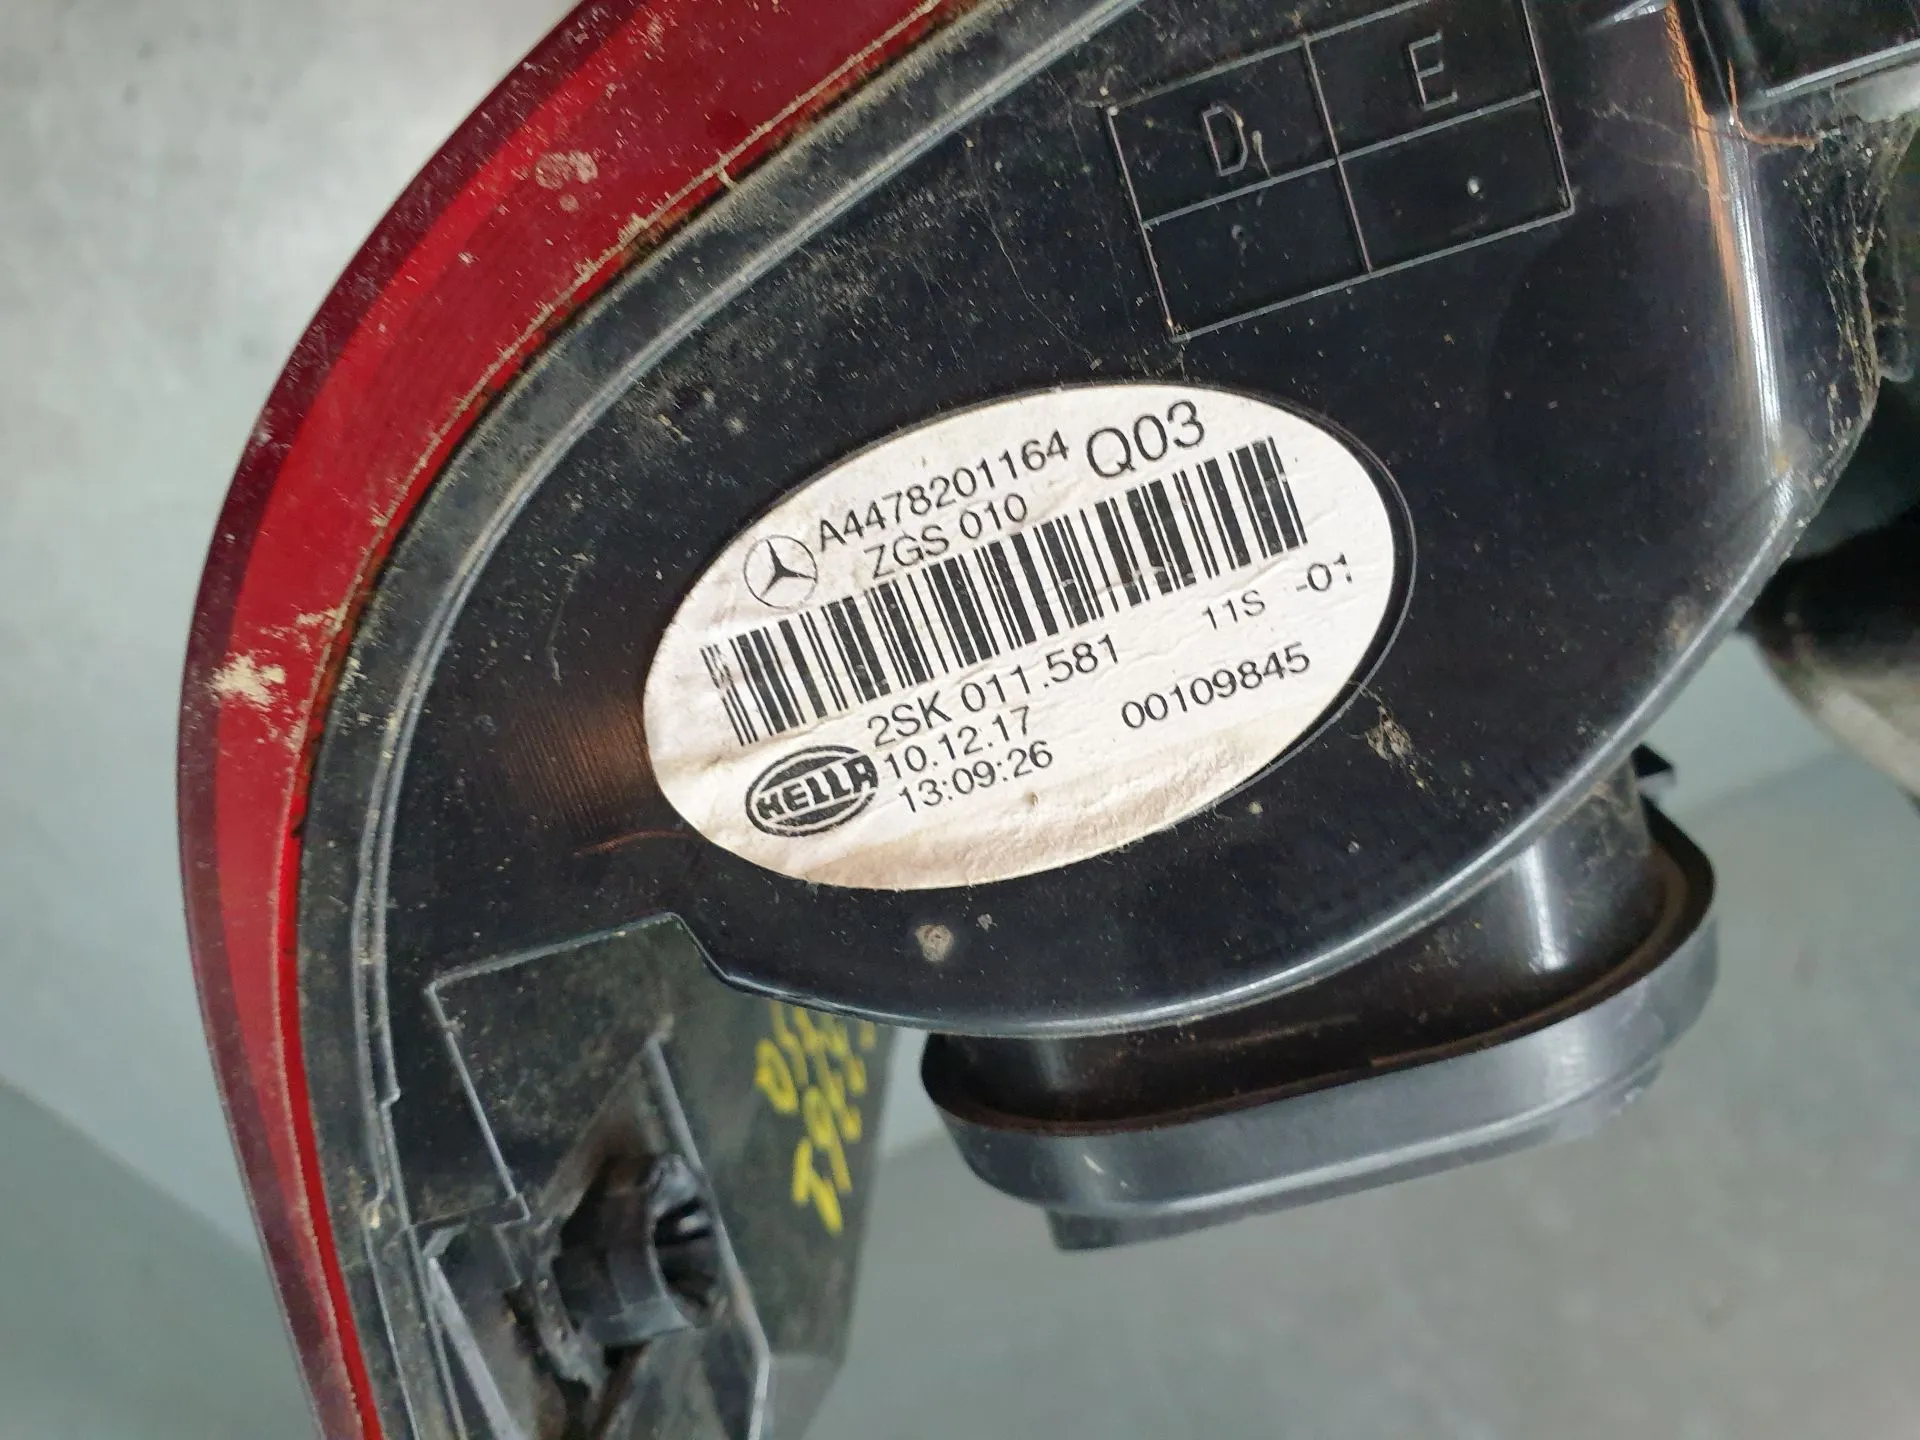 D E
A4478201164 Q03
ZGS 010
2SK 011.581 11S -01
10.12.17 00109845
13:09:26
HELLA